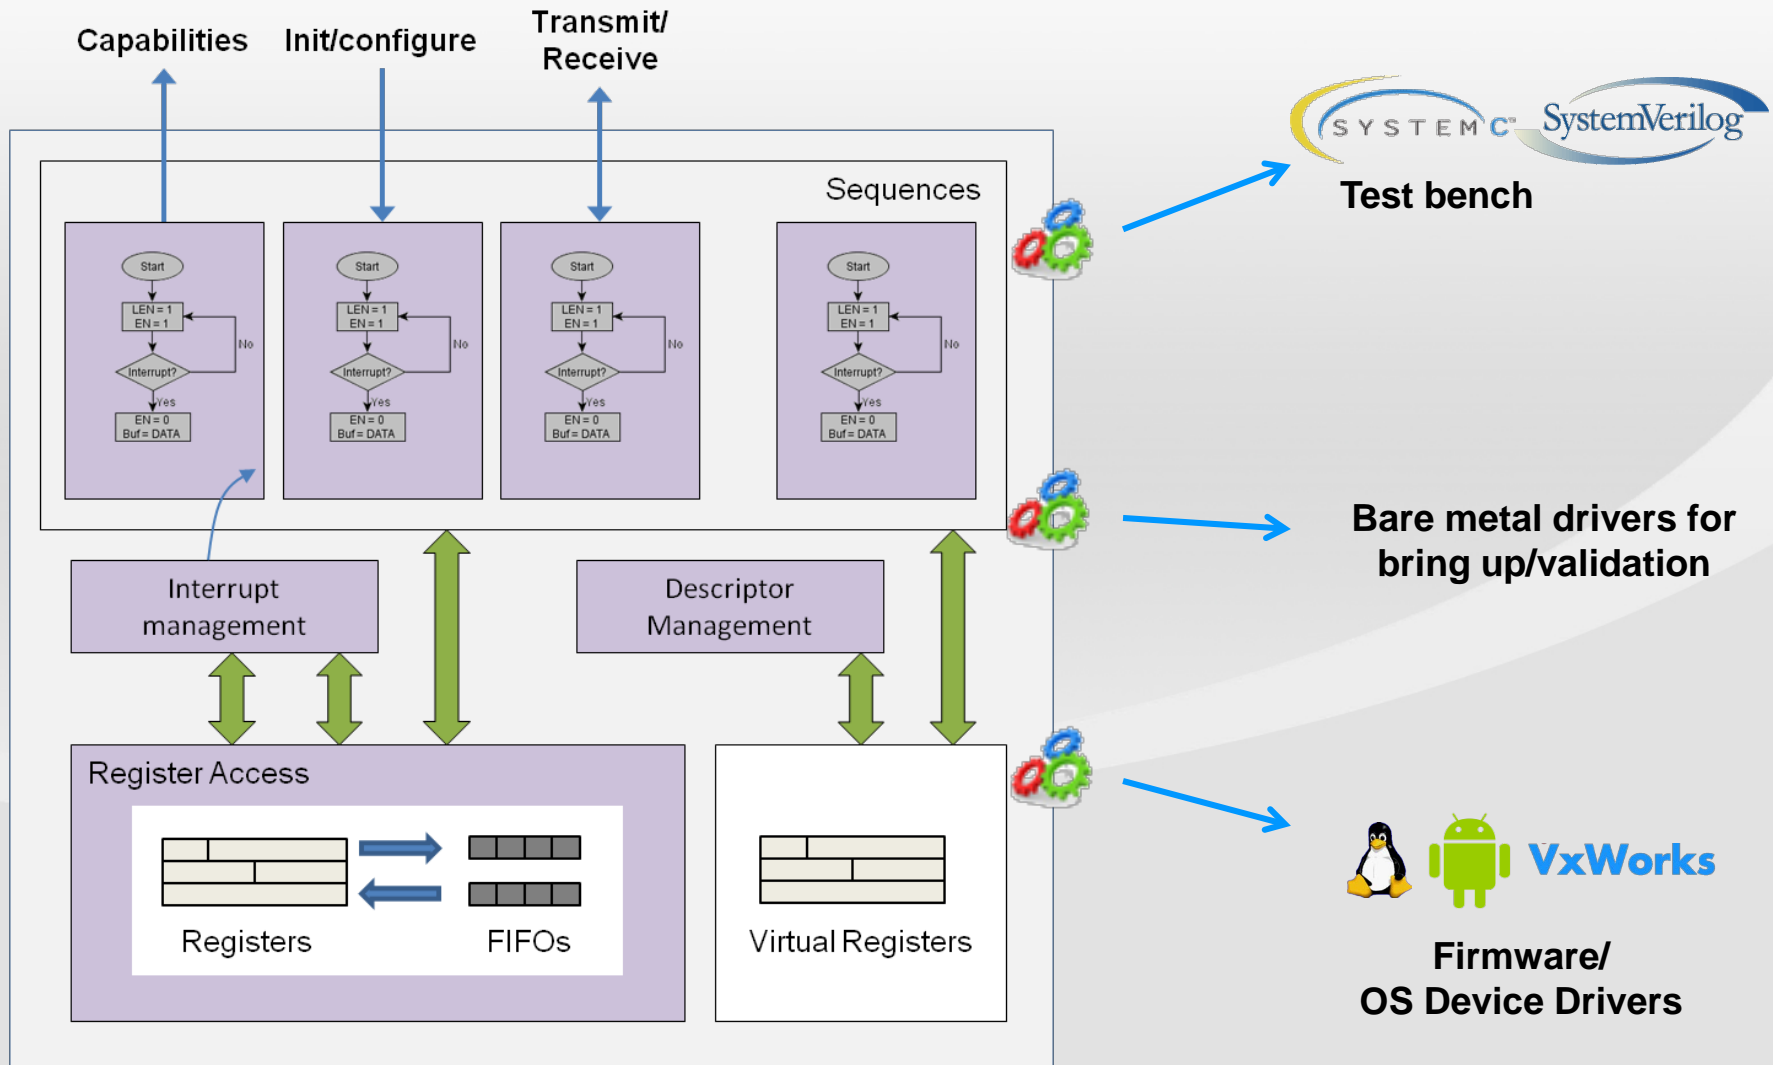 Capabilities
Init/configure
Transmit/
Receive
SYSTEM C™
SystemVerilog
Test bench
Sequences
Start
LEN = 1
EN = 1
No
Interrupt?
Yes
EN = 0
Buf = DATA
Start
LEN = 1
EN = 1
No
Interrupt?
Yes
EN = 0
Buf = DATA
Start
LEN = 1
EN = 1
No
Interrupt?
Yes
EN = 0
Buf = DATA
Start
LEN = 1
EN = 1
No
Interrupt?
Yes
EN = 0
Buf = DATA
Bare metal drivers for
bring up/validation
Interrupt
management
Descriptor
Management
Register Access
Registers
FIFOs
Virtual Registers
VxWorks
Firmware/
OS Device Drivers